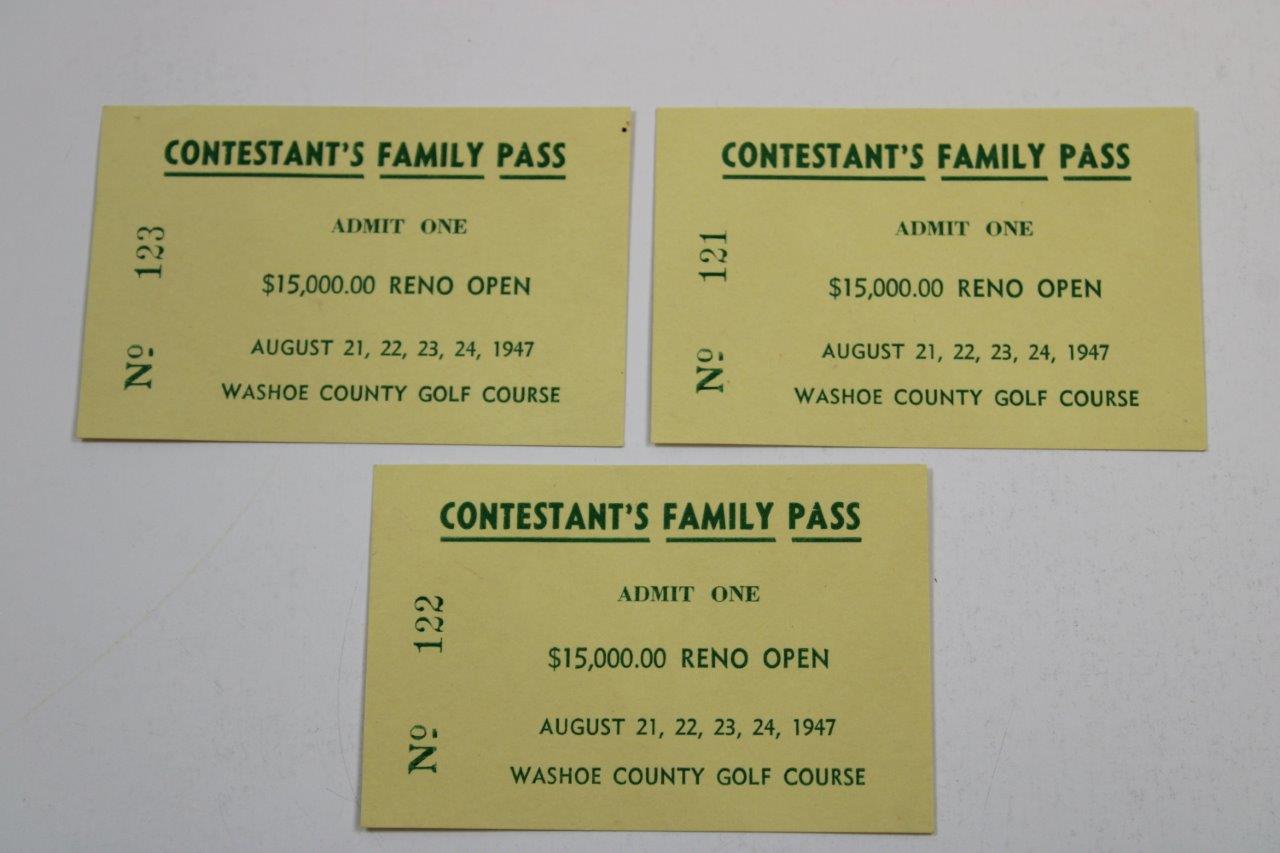 CONTESTANT'S FAMILY PASS
ADMIT ONE
$15,000.00 RENO OPEN
AUGUST 21, 22, 23, 24, 1947
WASHOE COUNTY GOLF COURSE
Nº 123
CONTESTANT'S FAMILY PASS
ADMIT ONE
$15,000.00 RENO OPEN
AUGUST 21, 22, 23, 24, 1947
WASHOE COUNTY GOLF COURSE
Nº 121
CONTESTANT'S FAMILY PASS
ADMIT ONE
$15,000.00 RENO OPEN
AUGUST 21, 22, 23, 24, 1947
WASHOE COUNTY GOLF COURSE
Nº 122